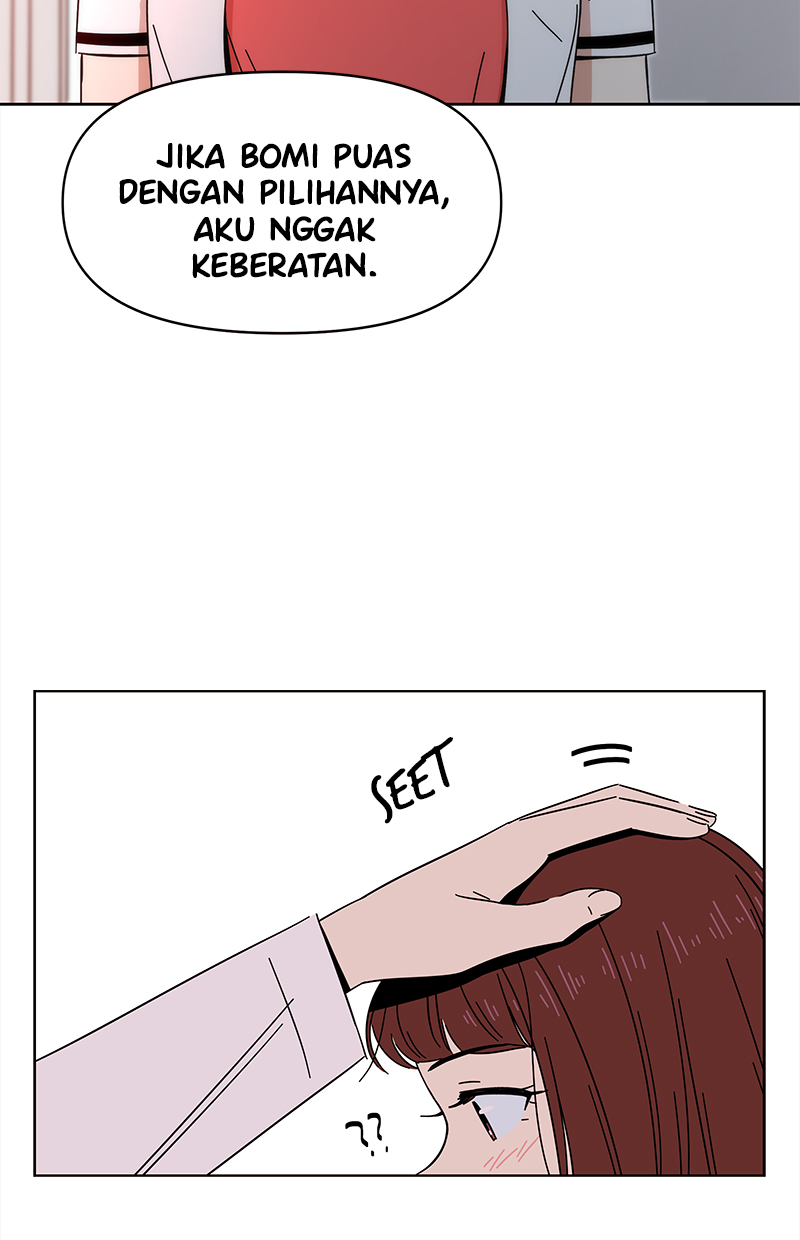 JIKA BOMI PUAS
DENGAN PILIHANNYA,
AKU NGGAK
KEBERATAN.
SEET
??